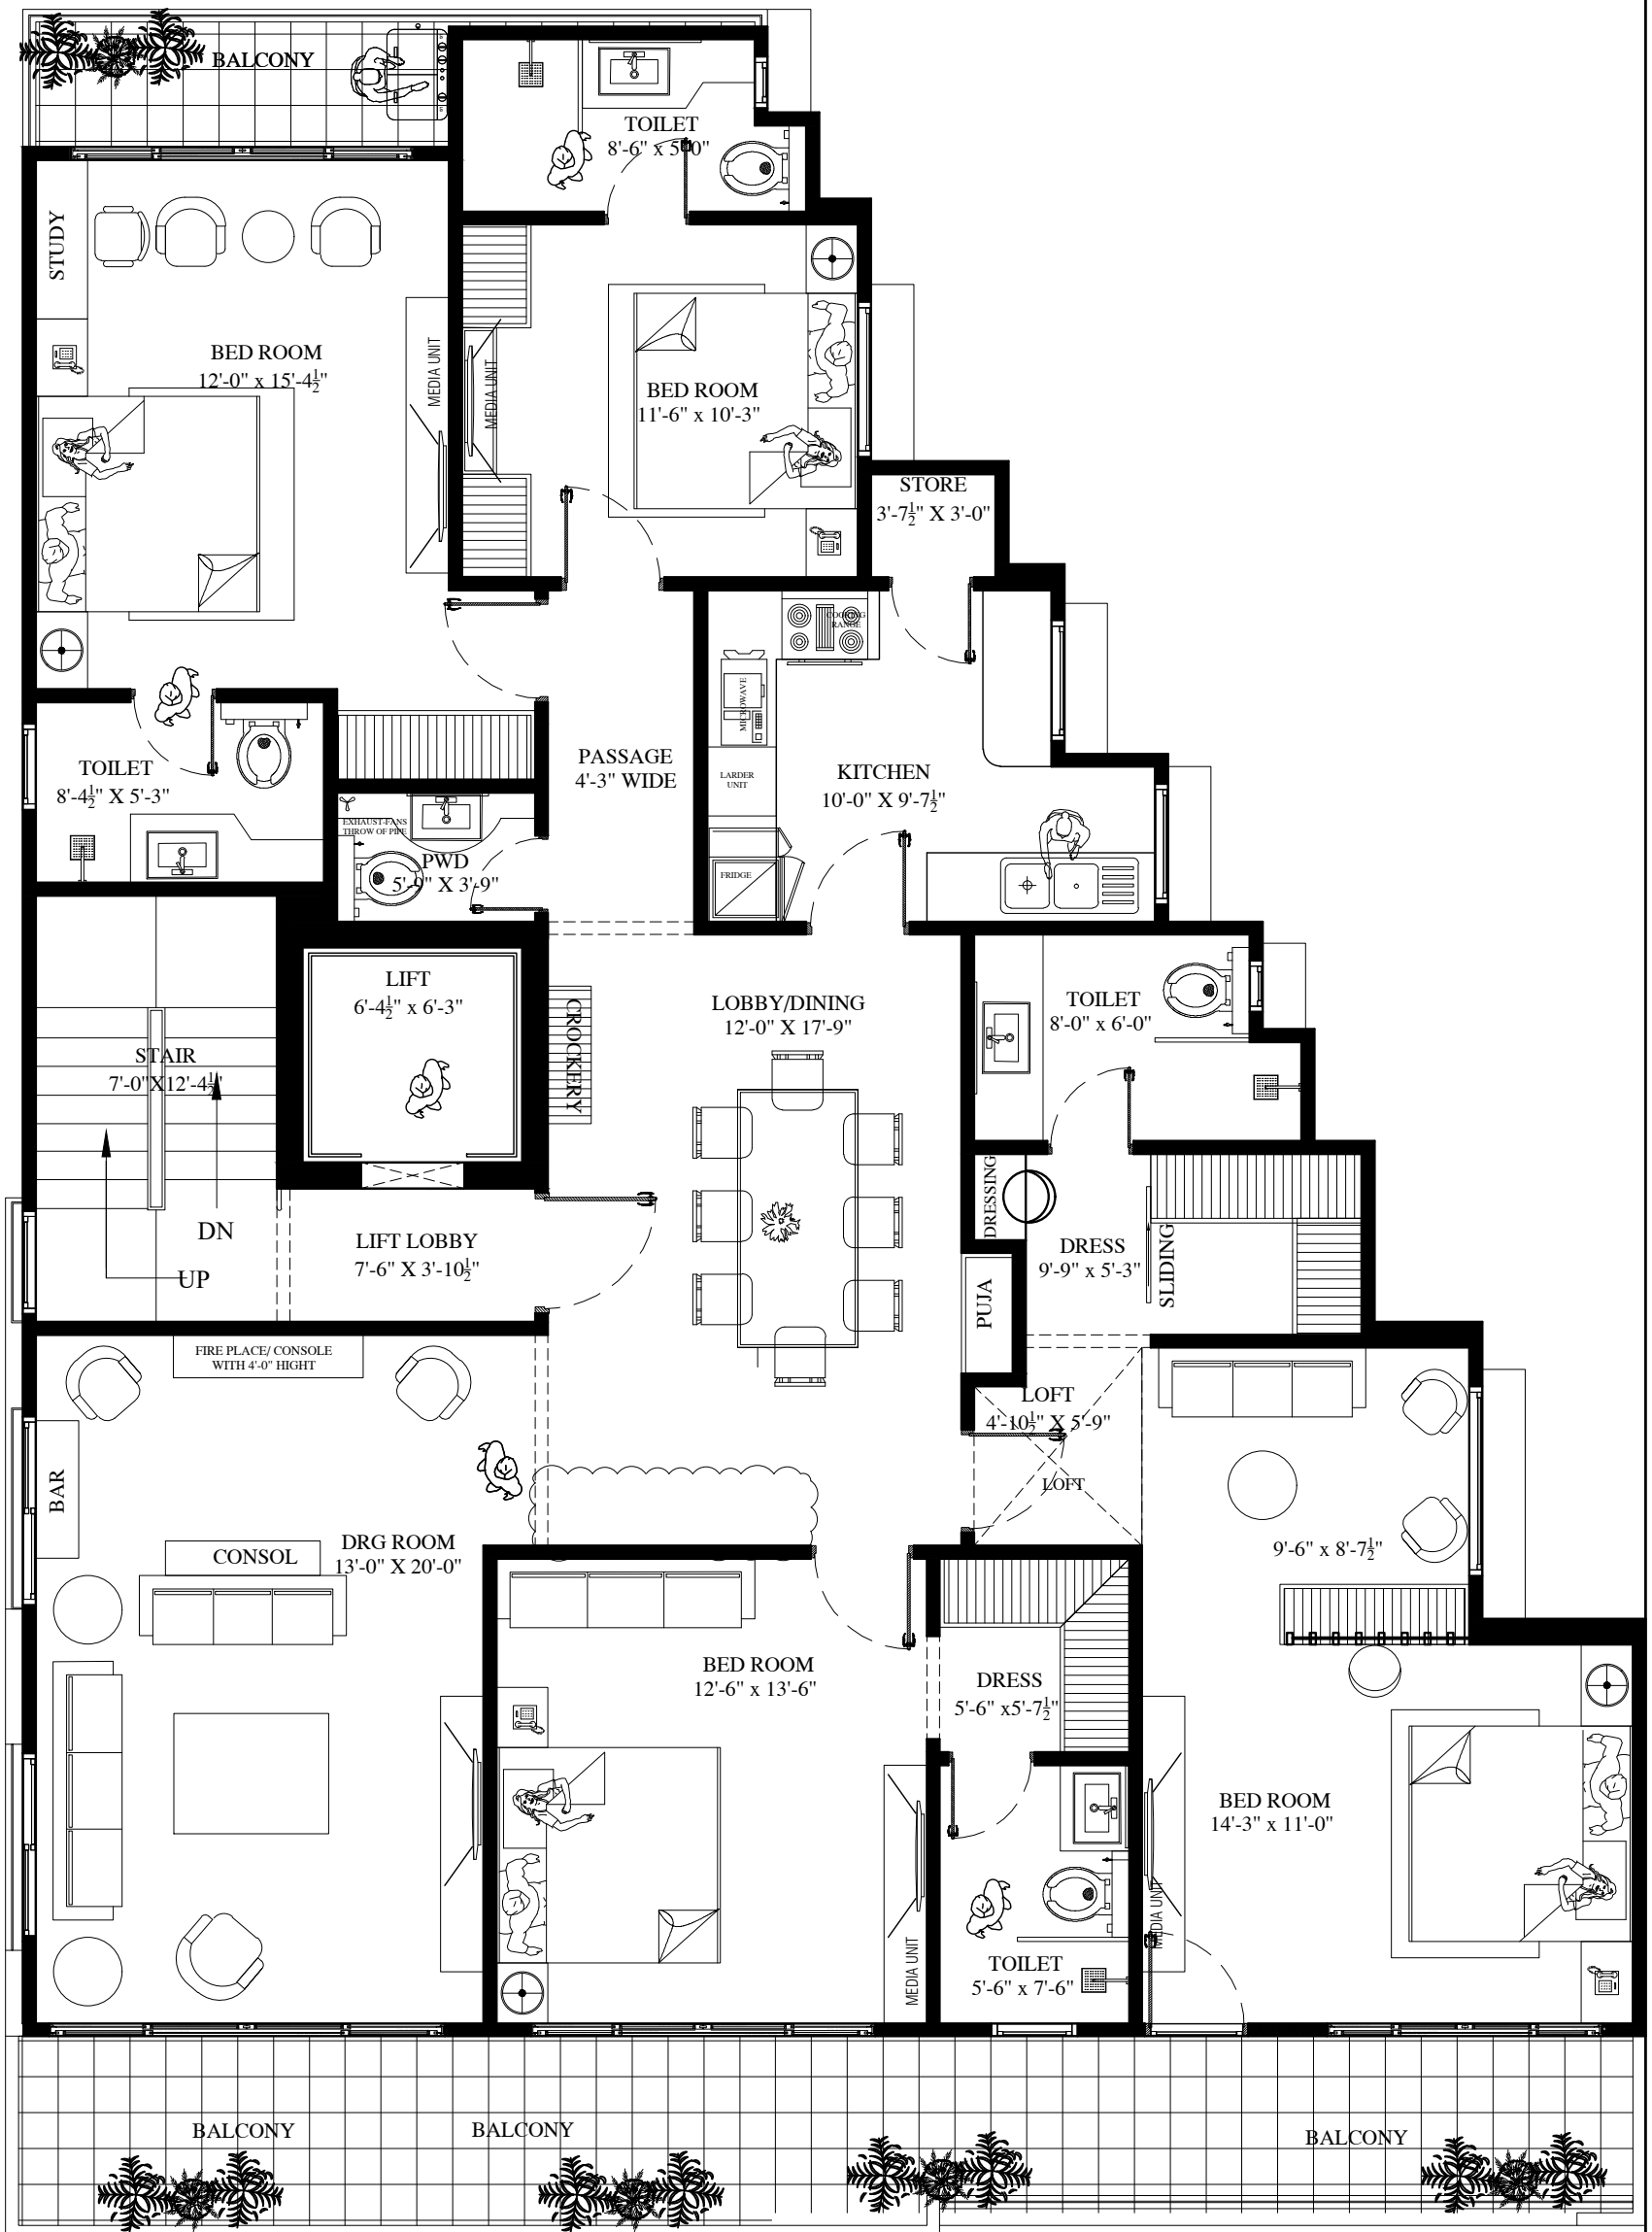 BALCONY
TOILET
8'-6" x 5'-0"
STUDY
BED ROOM
12'-0" x 15'-4½"
MEDIA UNIT
MEDIA UNIT
BED ROOM
11'-6" x 10'-3"
STORE
3'-7½" X 3'-0"
COOKING
RANGE
MICROWAVE
LARDER
UNIT
FRIDGE
KITCHEN
10'-0" X 9'-7½"
PASSAGE
4'-3" WIDE
TOILET
8'-4½" X 5'-3"
EXHAUST-FANS
THROW OF PIPE
PWD
5'-9" X 3'-9"
LIFT
6'-4½" x 6'-3"
CROCKERY
LOBBY/DINING
12'-0" X 17'-9"
TOILET
8'-0" x 6'-0"
STAIR
7'-0"X12'-4½"
DN
UP
LIFT LOBBY
7'-6" X 3'-10½"
DRESSING
DRESS
9'-9" x 5'-3"
SLIDING
PUJA
FIRE PLACE/ CONSOLE
WITH 4'-0" HIGHT
LOFT
4'-10½" X 5'-9"
LOFT
BAR
CONSOL
DRG ROOM
13'-0" X 20'-0"
9'-6" x 8'-7½"
BED ROOM
12'-6" x 13'-6"
DRESS
5'-6" x5'-7½"
BED ROOM
14'-3" x 11'-0"
MEDIA UNIT
MEDIA UNIT
TOILET
5'-6" x 7'-6"
BALCONY
BALCONY
BALCONY